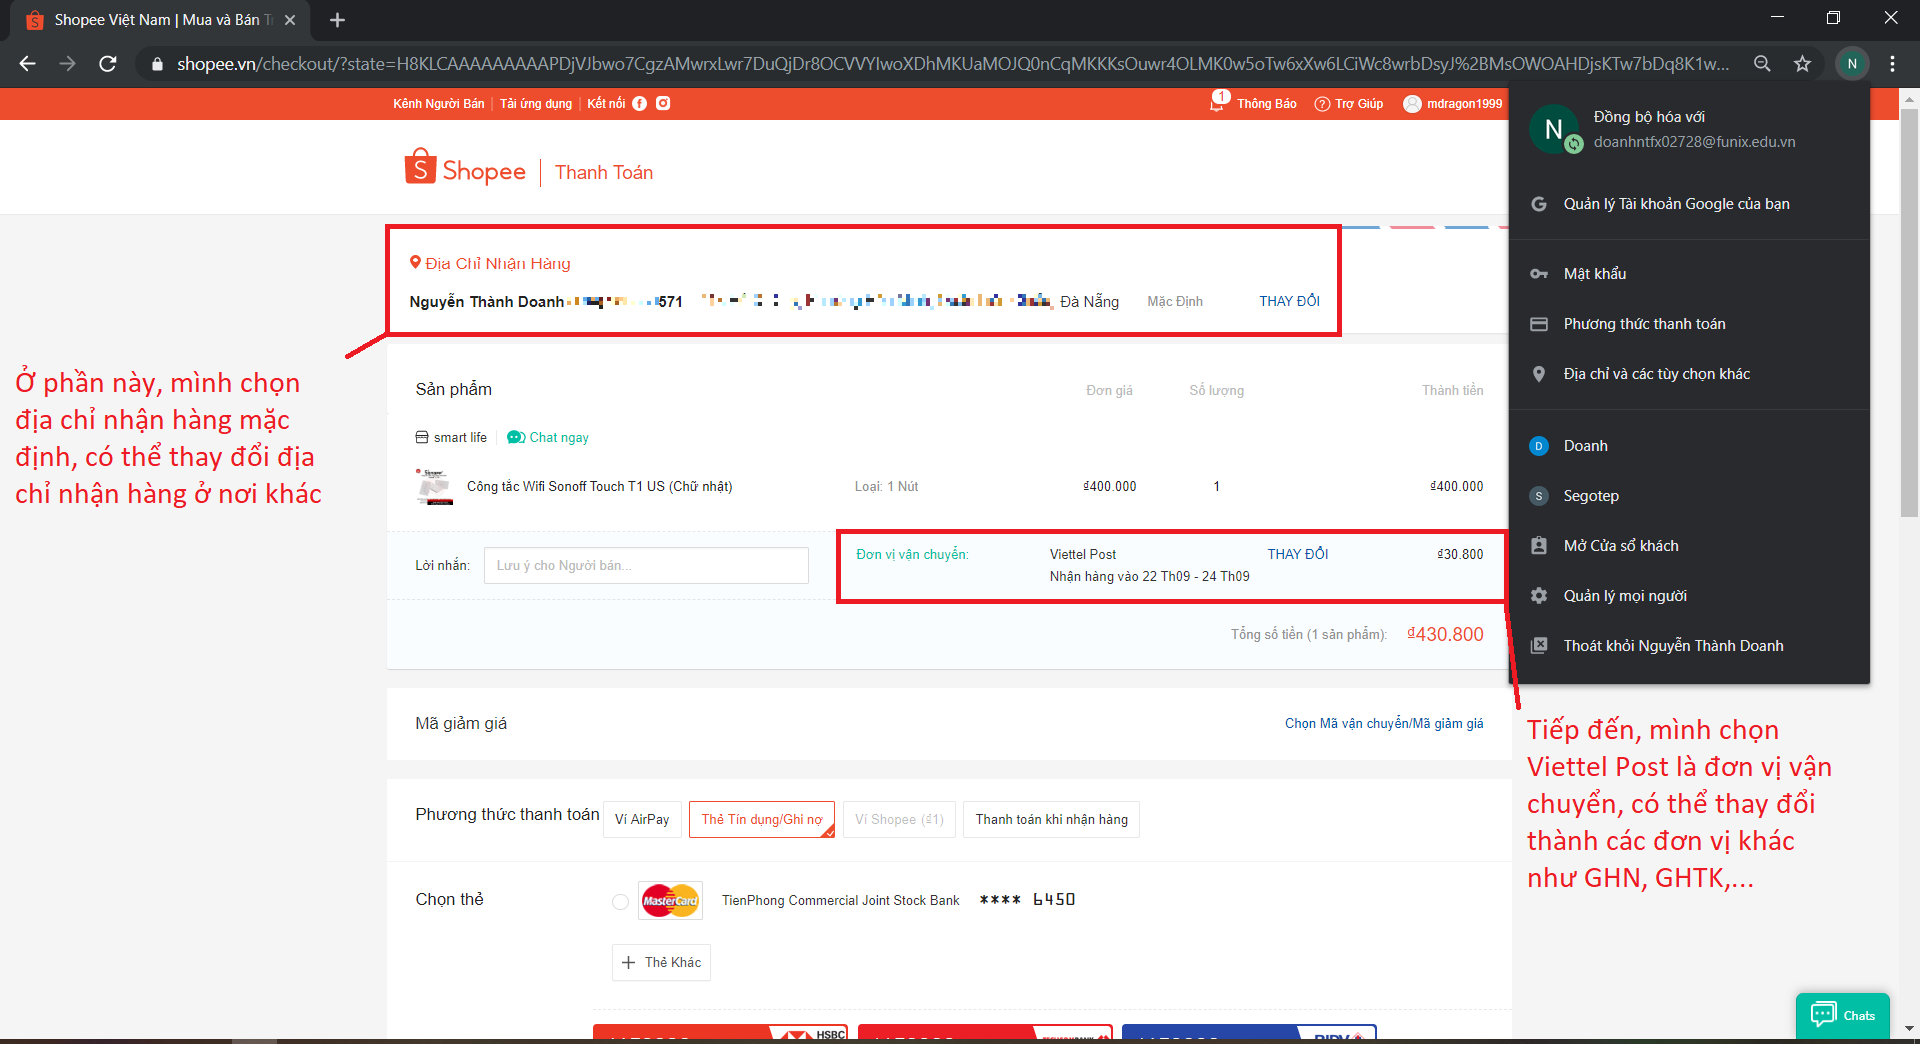 Shopee Việt Nam | Mua và Bán Tr
shopee.vn/checkout/?state=H8KLCAAAAAAAAAPDjVJbwo7CgzAMwrxLwr7DuQjDr8OCVVYIwoXDhMKUaMOJQ0nCqMKKKsOuwr4OLMK0w5oTw6xXw6LCiWc8wrbDsyJ%2BMsOWOAHDjsKTw7bDq8K1w...
N
Kênh Người Bán | Tải ứng dụng | Kết nối
1 Thông Báo
? Trợ Giúp
mdragon1999
Shopee | Thanh Toán
Địa Chỉ Nhận Hàng
Nguyễn Thành Doanh 571 Đà Nẵng Mặc Định THAY ĐỔI
Ở phần này, mình chọn
địa chỉ nhận hàng mặc
định, có thể thay đổi địa
chỉ nhận hàng ở nơi khác
Sản phẩm Đơn giá Số lượng Thành tiền
smart life | Chat ngay
Công tắc Wifi Sonoff Touch T1 US (Chữ nhật) Loại: 1 Nút ₫400.000 1 ₫400.000
Lời nhắn: Lưu ý cho Người bán...
Đơn vị vận chuyển: Viettel Post THAY ĐỔI ₫30.800
Nhận hàng vào 22 Th09 - 24 Th09
Tổng số tiền (1 sản phẩm): ₫430.800
Mã giảm giá Chọn Mã vận chuyển/Mã giảm giá
Phương thức thanh toán Ví AirPay Thẻ Tín dụng/Ghi nợ Ví Shopee (₫1) Thanh toán khi nhận hàng
Chọn thẻ MasterCard TienPhong Commercial Joint Stock Bank **** 6450
+ Thẻ Khác
HSBC
BIDV
N
Đồng bộ hóa với
doanhntfx02728@funix.edu.vn
G Quản lý Tài khoản Google của bạn
Mật khẩu
Phương thức thanh toán
Địa chỉ và các tùy chọn khác
D Doanh
S Segotep
Mở Cửa sổ khách
Quản lý mọi người
Thoát khỏi Nguyễn Thành Doanh
Tiếp đến, mình chọn
Viettel Post là đơn vị vận
chuyển, có thể thay đổi
thành các đơn vị khác
như GHN, GHTK,...
Chats